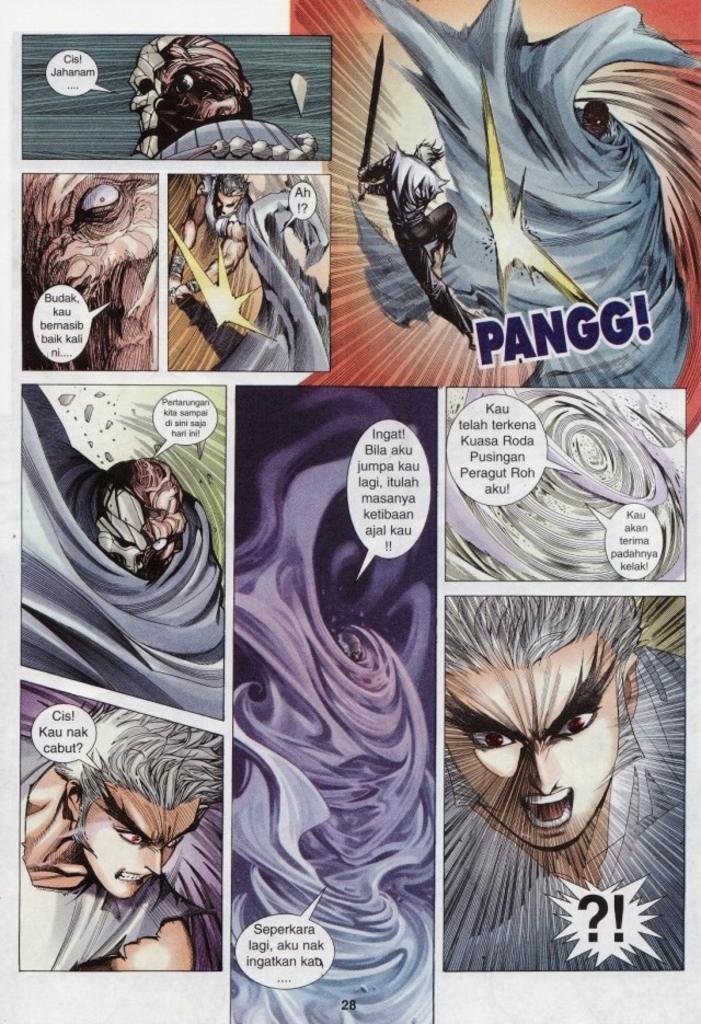 Cis!
Jahanam
....
PANGG!
Budak,
kau
bernasib
baik kali
ni....
Ah
!?
Pertarungan
kita sampai
di sini saja
hari ini!
Cis!
Kau nak
cabut?
Ingat!
Bila aku
jumpa kau
lagi, itulah
masanya
ketibaan
ajal kau
!!
Seperkara
lagi, aku nak
ingatkan kau
....
Kau
telah terkena
Kuasa Roda
Pusingan
Peragut Roh
aku!
Kau
akan
terima
padahnya
kelak!
?!
28